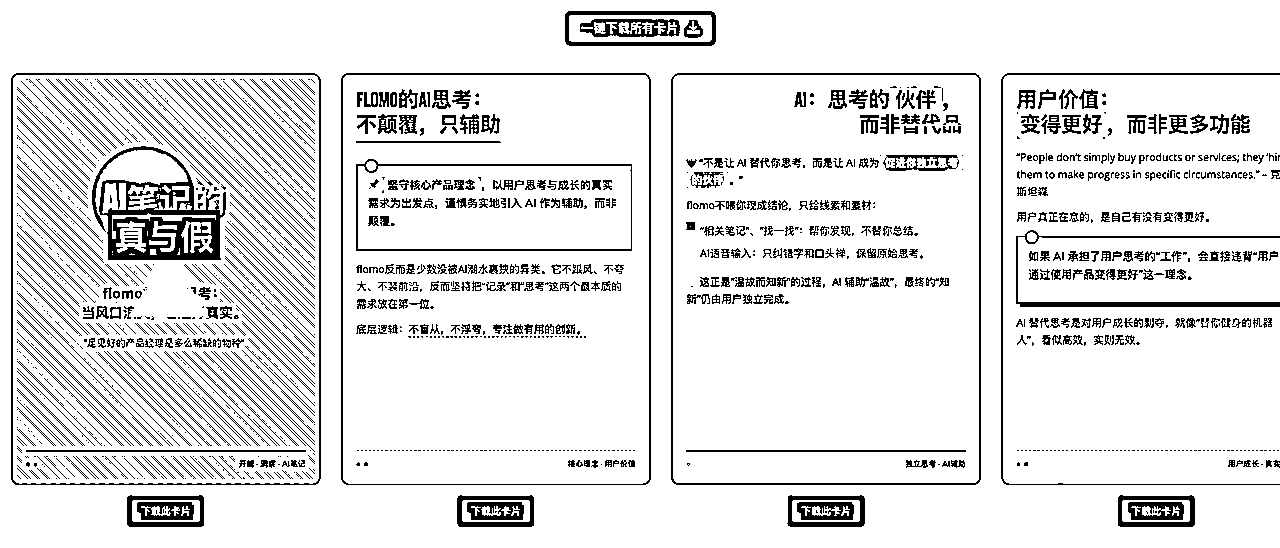 一键下载所有卡片
AI笔记的
真与假
flomo
考：
当风口
真实。
"足见好的产品经理是多么稀缺的物种"
开篇 · 洞察 · AI笔记
下载此卡片
FLOMO的AI思考：
不颠覆，只辅助
坚守核心产品理念，以用户思考与成长的真实
需求为出发点，谨慎务实地引入 AI 作为辅助，而非
颠覆。
flomo反而是少数没被AI潮水裹挟的异类。它不孤风、不夸
大、不装前沿，反而坚持把"记录"和"思考"这两个最本质的
需求放在第一位。
底层逻辑：不盲从，不浮夸，专注做有用的创新。
核心理念 · 用户价值
下载此卡片
AI：思考的 伙伴，
而非替代品
"不是让 AI 替代你思考，而是让 AI 成为 促进你独立思考
的伙伴。"
flomo不喂你现成结论，只给线索和素材：
"相关笔记"、"找一找"：帮你发现，不替你总结。
AI语音输入：只纠错字和口头禅，保留原始思考。
这正是"温故而知新"的过程，AI 辅助"温故"，最终的"知
新"仍由用户独立完成。
独立思考 · AI辅助
下载此卡片
用户价值：
变得更好，而非更多功能
"People don't simply buy products or services; they 'hir
them to make progress in specific circumstances." – 克
斯坦森
用户真正在意的，是自己有没有变得更好。
如果 AI 承担了用户思考的"工作"，会直接违背"用户
通过使用产品变得更好"这一理念。
AI 替代思考是对用户成长的剥夺，就像"替你健身的机器
人"，看似高效，实则无效。
用户成长 · 真实
下载此卡片